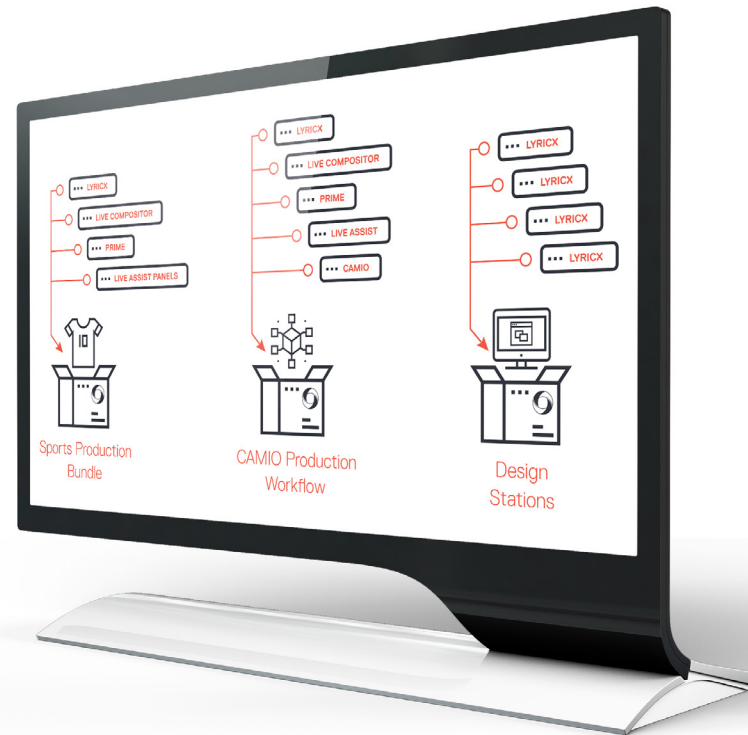 LYRICX
LIVE COMPOSITOR
PRIME
LIVE ASSIST PANELS
10
Sports Production
Bundle
LYRICX
LIVE COMPOSITOR
PRIME
LIVE ASSIST
CAMIO
CAMIO Production
Workflow
LYRICX
LYRICX
LYRICX
LYRICX
Design
Stations